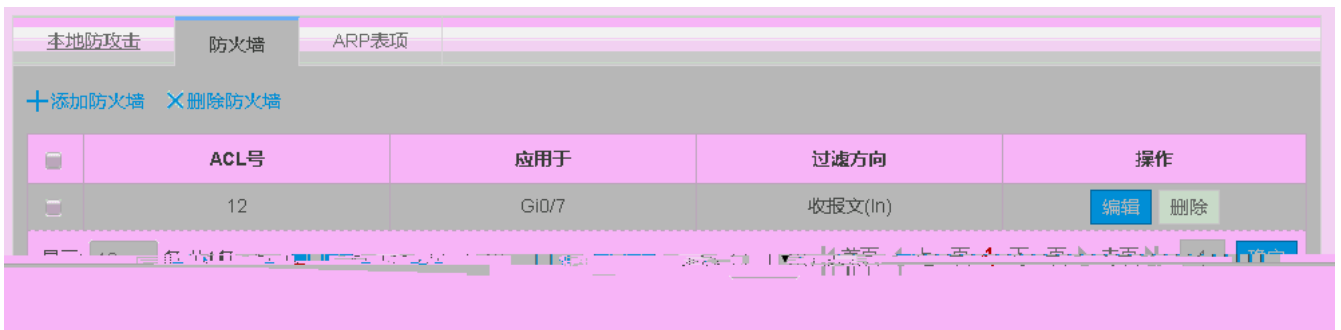 本地防攻击 防火墙 ARP表项
添加防火墙 删除防火墙
ACL号 应用于 过滤方向 操作
12 Gi0/7 收报文(In) 编辑 删除